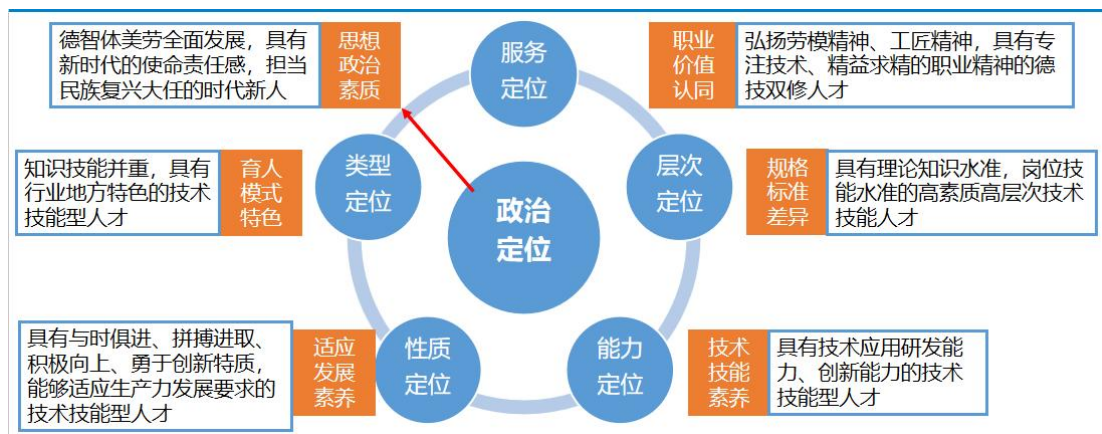 德智体美劳全面发展，具有
新时代的使命责任感，担当
民族复兴大任的时代新人
思想
政治
素质
服务
定位
职业
价值
认同
弘扬劳模精神、工匠精神，具有专
注技术、精益求精的职业精神的德
技双修人才
知识技能并重，具有
行业地方特色的技术
技能型人才
育人
模式
特色
类型
定位
政治
定位
层次
定位
规格
标准
差异
具有理论知识水准，岗位技
能水准的高素质高层次技术
技能人才
具有与时俱进、拼搏进取、
积极向上、勇于创新特质，
能够适应生产力发展要求的
技术技能型人才
适应
发展
素养
性质
定位
能力
定位
技术
技能
素养
具有技术应用研发能
力、创新能力的技术
技能型人才